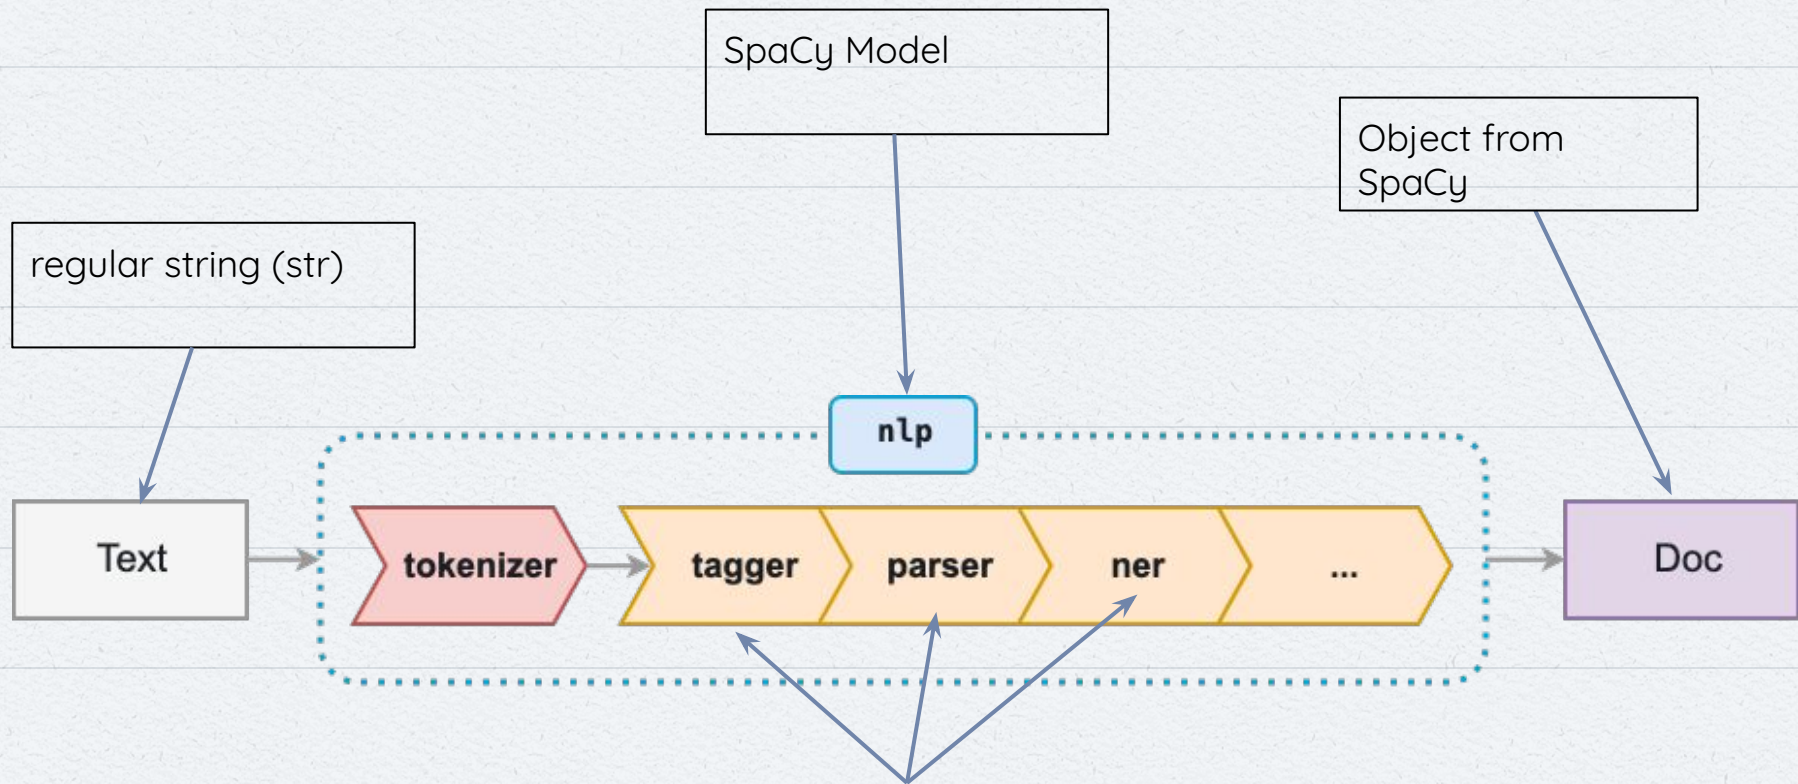 SpaCy Model
Object from
SpaCy
regular string (str)
nlp
Text
tokenizer
tagger
parser
ner
...
Doc